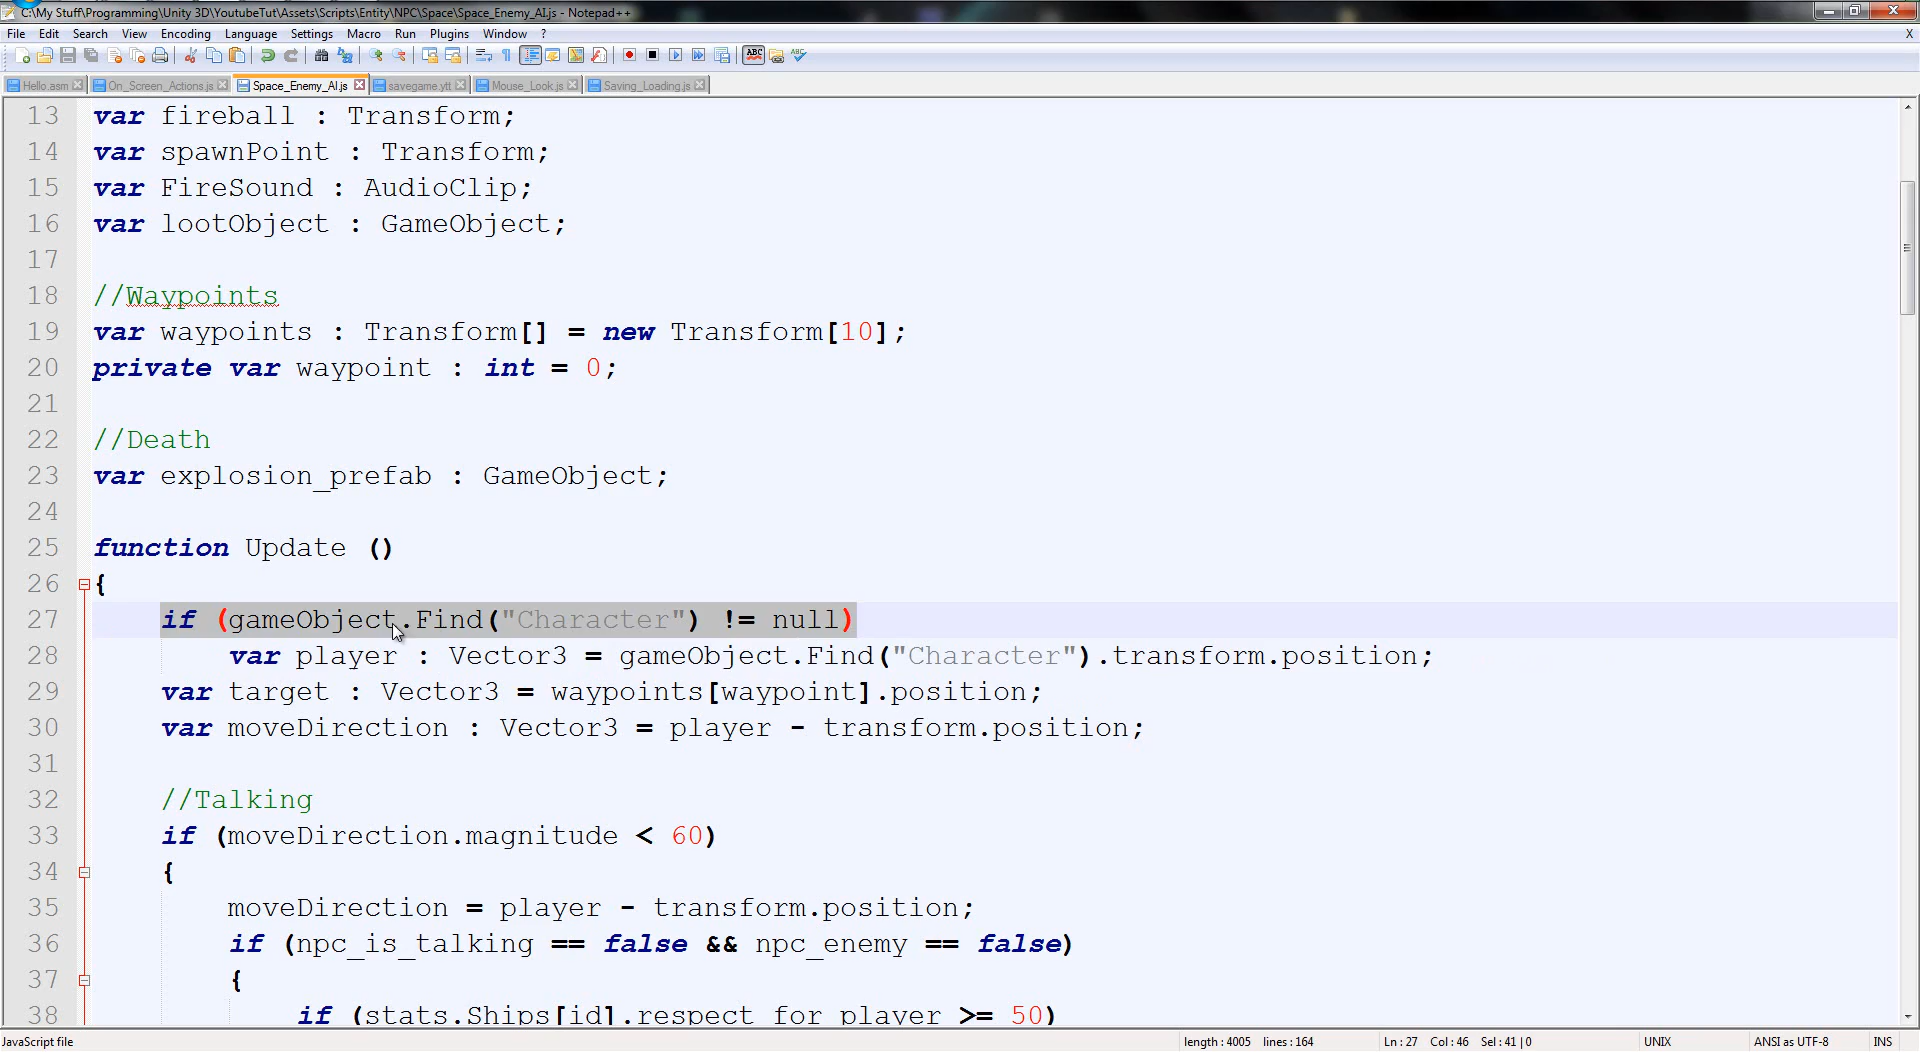 C:\My Stuff\Programming\Unity 3D\YoutubeTut\Assets\Scripts\Entity\NPC\Space\Space_Enemy_AI.js - Notepad++
File Edit Search View Encoding Language Settings Macro Run Plugins Window ? X
Hello.asm On_Screen_Actions.js Space_Enemy_AI.js savegame.ytt Mouse_Look.js Saving_Loading.js
13 var fireball : Transform;
14 var spawnPoint : Transform;
15 var FireSound : AudioClip;
16 var lootObject : GameObject;
17
18 //Waypoints
19 var waypoints : Transform[] = new Transform[10];
20 private var waypoint : int = 0;
21
22 //Death
23 var explosion_prefab : GameObject;
24
25 function Update ()
26 {
27 if (gameObject.Find("Character") != null)
28 var player : Vector3 = gameObject.Find("Character").transform.position;
29 var target : Vector3 = waypoints[waypoint].position;
30 var moveDirection : Vector3 = player - transform.position;
31
32 //Talking
33 if (moveDirection.magnitude < 60)
34 {
35 moveDirection = player - transform.position;
36 if (npc_is_talking == false && npc_enemy == false)
37 {
38 if (stats.Ships[id].respect_for_player >= 50)
JavaScript file length : 4005 lines : 164 Ln : 27 Col : 46 Sel : 41 | 0 UNIX ANSI as UTF-8 INS